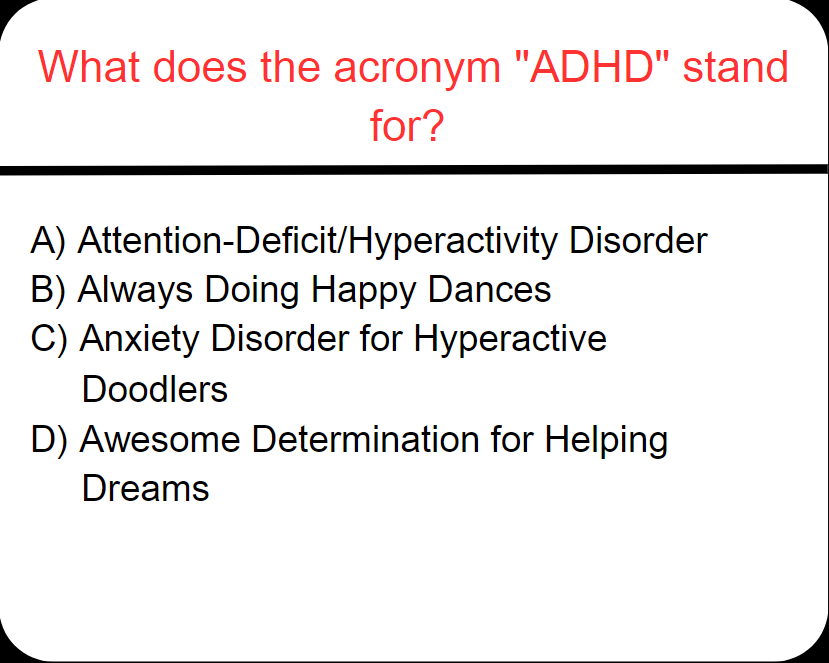 What does the acronym "ADHD" stand
for?
A) Attention-Deficit/Hyperactivity Disorder
B) Always Doing Happy Dances
C) Anxiety Disorder for Hyperactive
Doodlers
D) Awesome Determination for Helping
Dreams